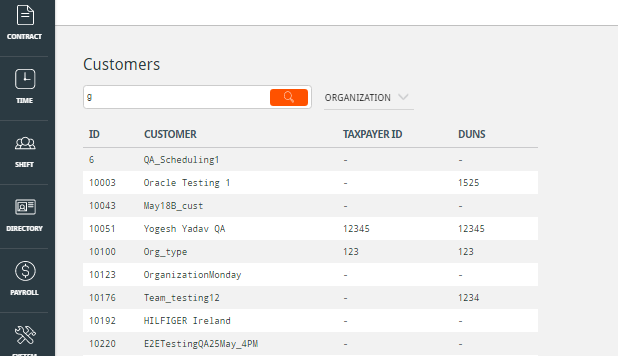 CONTRACT
TIME
SHIFT
DIRECTORY
PAYROLL
SYSTEM
Customers
g
ORGANIZATION
ID CUSTOMER TAXPAYER ID DUNS
6 QA_Scheduling1 - -
10003 Oracle Testing 1 - 1525
10043 May18B_cust - -
10051 Yogesh Yadav QA 12345 12345
10100 Org_type 123 123
10123 OrganizationMonday - -
10176 Team_testing12 - 1234
10192 HILFIGER Ireland - -
10220 E2ETestingQA25May_4PM - -